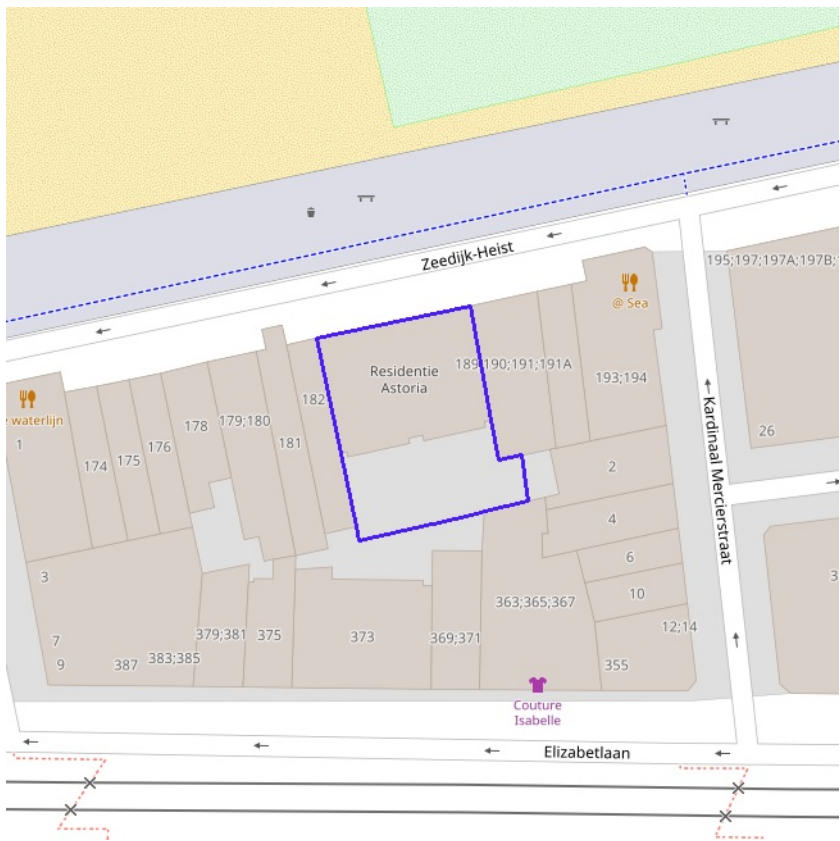 Zeedijk-Heist
195;197;197A;197B;
@ Sea
Residentie
Astoria
189;190;191;191A
193;194
waterlijn
1
182
178
179;180
181
176
175
174
26
Kardinaal Mercierstraat
2
4
6
10
12;14
3
3
7
9
387
383;385
379;381
375
373
369;371
363;365;367
355
Couture
Isabelle
Elizabetlaan